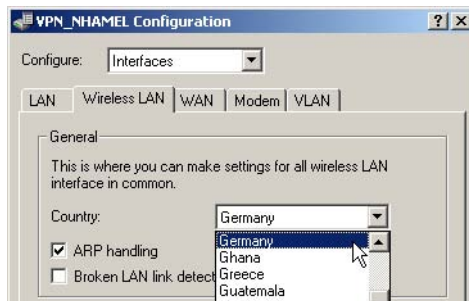 VPN_NHAMEL Configuration
Configure: Interfaces
LAN Wireless LAN WAN Modem VLAN
General
This is where you can make settings for all wireless LAN
interface in common.
Country: Germany
Germany
ARP handling
Ghana
Greece
Broken LAN link detect
Guatemala